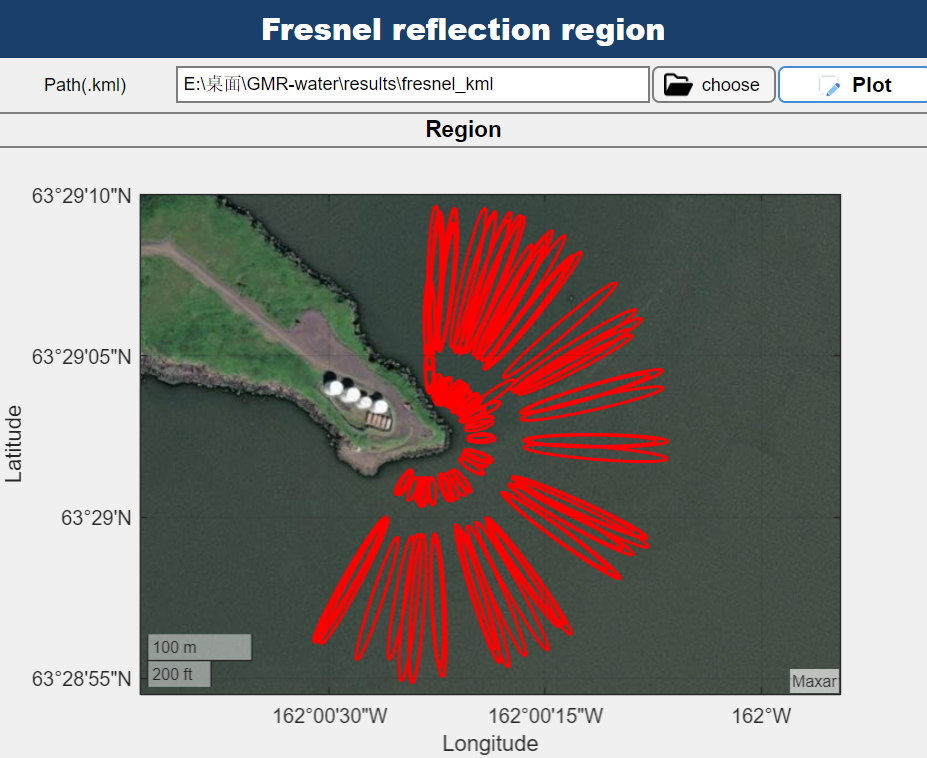 Fresnel reflection region
Path(.kml)
E:\桌面\GMR-water\results\fresnel_kml
choose
Plot
Region
63°29'10"N
63°29'05"N
63°29'N
63°28'55"N
Latitude
100 m
200 ft
Maxar
162°00'30"W
162°00'15"W
162°W
Longitude